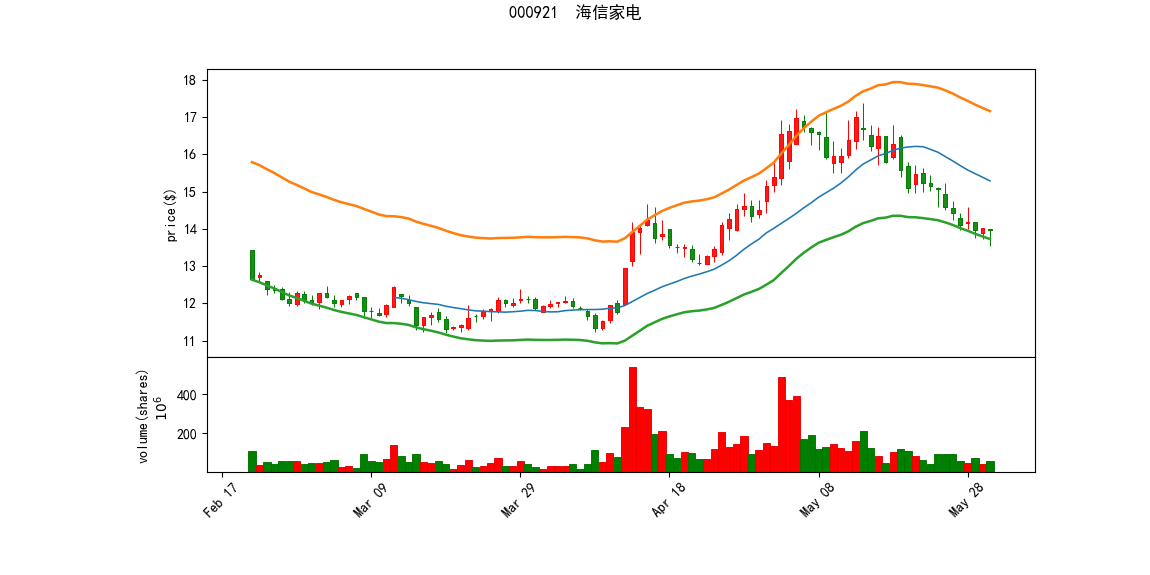 000921 海信家电
price($)
18
17
16
15
14
13
12
11
volume(shares)
10^6
400
200
Feb 17
Mar 09
Mar 29
Apr 18
May 08
May 28